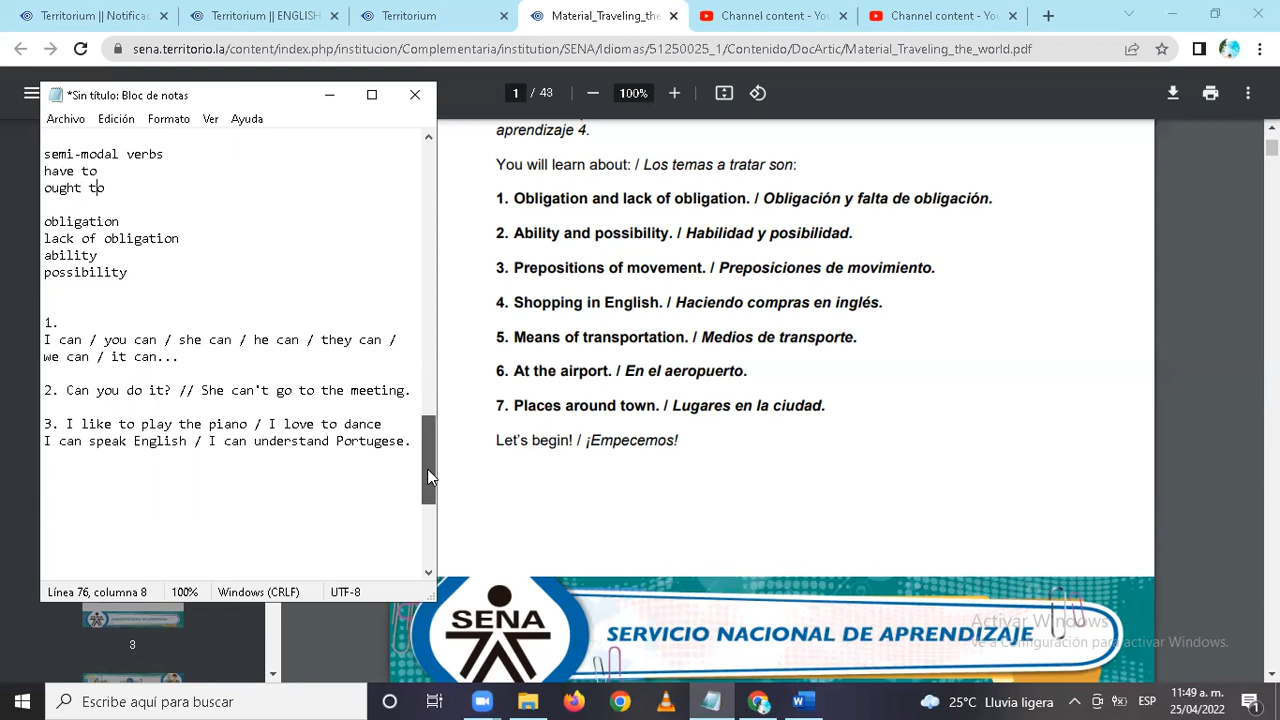 Territorium || Notificac
Territorium || ENGLISH
Territorium
Material_Traveling_the_
Channel content - You
Channel content - You
sena.territorio.la/content/index.php/institucion/Complementaria/institution/SENA/Idiomas/51250025_1/Contenido/DocArtic/Material_Traveling_the_world.pdf
*Sin título: Bloc de notas
1 / 43
100%
Archivo Edición Formato Ver Ayuda
semi-modal verbs
have to
ought to
obligation
lack of obligation
ability
possibility
1.
I can / you can / she can / he can / they can /
we can / it can...
2. Can you do it? // She can't go to the meeting.
3. I like to play the piano / I love to dance
I can speak English / I can understand Portugese.
Línea 76, columna 8 100% Windows (CRLF) UTF-8
3
aprendizaje 4.
You will learn about: / Los temas a tratar son:
1. Obligation and lack of obligation. / Obligación y falta de obligación.
2. Ability and possibility. / Habilidad y posibilidad.
3. Prepositions of movement. / Preposiciones de movimiento.
4. Shopping in English. / Haciendo compras en inglés.
5. Means of transportation. / Medios de transporte.
6. At the airport. / En el aeropuerto.
7. Places around town. / Lugares en la ciudad.
Let's begin! / ¡Empecemos!
SENA
SERVICIO NACIONAL DE APRENDIZAJE
Activar Windows
Ve a Configuración para activar Windows.
Escribe aquí para buscar
25°C Lluvia ligera
ESP
11:49 a. m.
25/04/2022
1